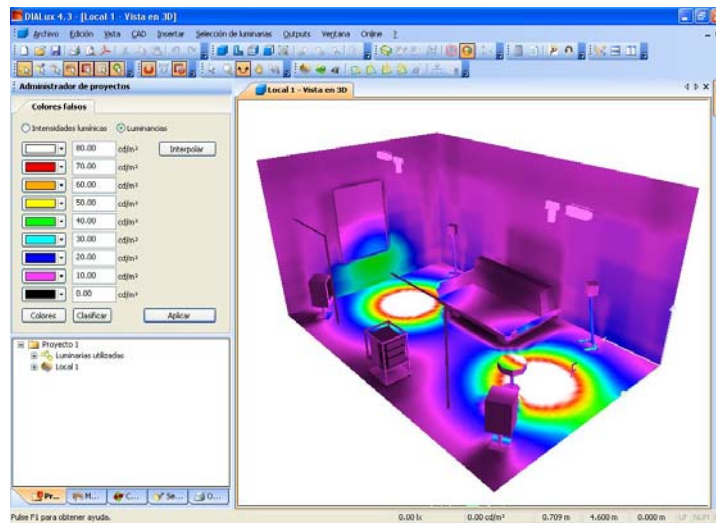 DIALux 4.3 - [Local 1 - Vista en 3D]
Archivo Edición Vista CAD Insertar Selección de luminarias Outputs Ventana Online ?
Administrador de proyectos
Local 1 - Vista en 3D
Colores falsos
Intensidades lumínicas Luminancias
80.00 cd/m² Interpolar
70.00 cd/m²
60.00 cd/m²
50.00 cd/m²
40.00 cd/m²
30.00 cd/m²
20.00 cd/m²
10.00 cd/m²
0.00 cd/m²
Colores Clasificar Aplicar
Proyecto 1
Luminarias utilizadas
Local 1
Pr... M... C... Se... O...
Pulse F1 para obtener ayuda. 0.00 lx 0.00 cd/m² 0.709 m 4.600 m 0.000 m UF NUM